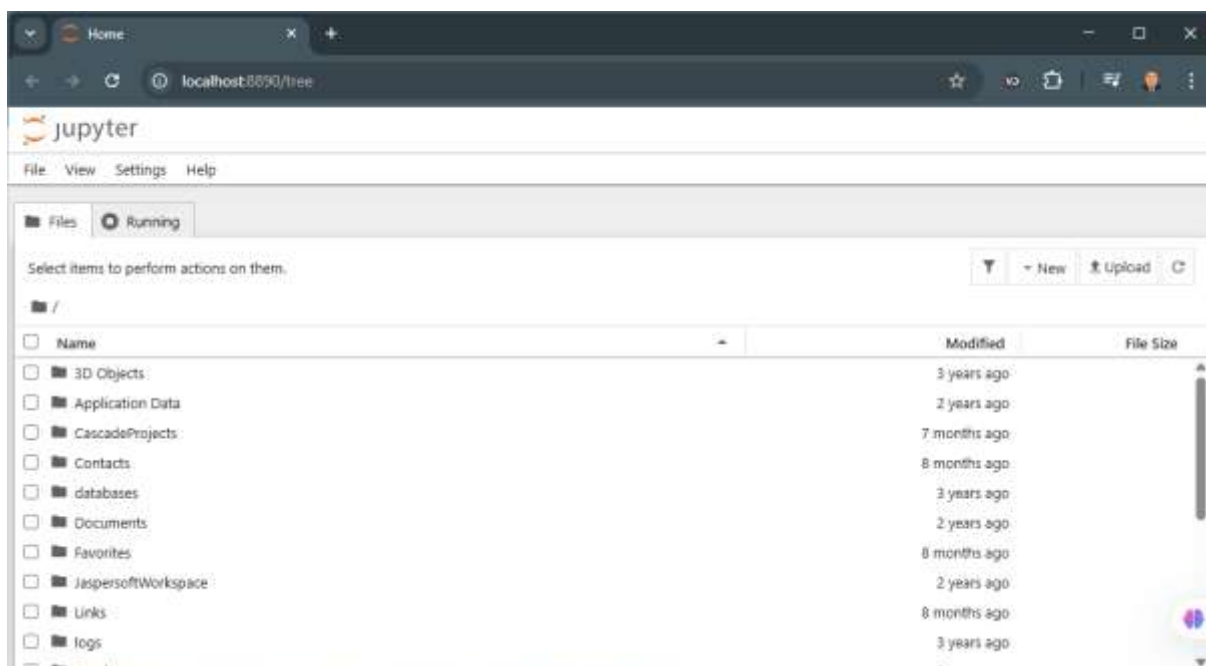 Home
localhost:8890/tree
jupyter
File View Settings Help
Files Running
Select items to perform actions on them.
New Upload
/
Name Modified File Size
3D Objects 3 years ago
Application Data 2 years ago
CascadeProjects 7 months ago
Contacts 8 months ago
databases 3 years ago
Documents 2 years ago
Favorites 8 months ago
JaspersoftWorkspace 2 years ago
Links 8 months ago
logs 3 years ago